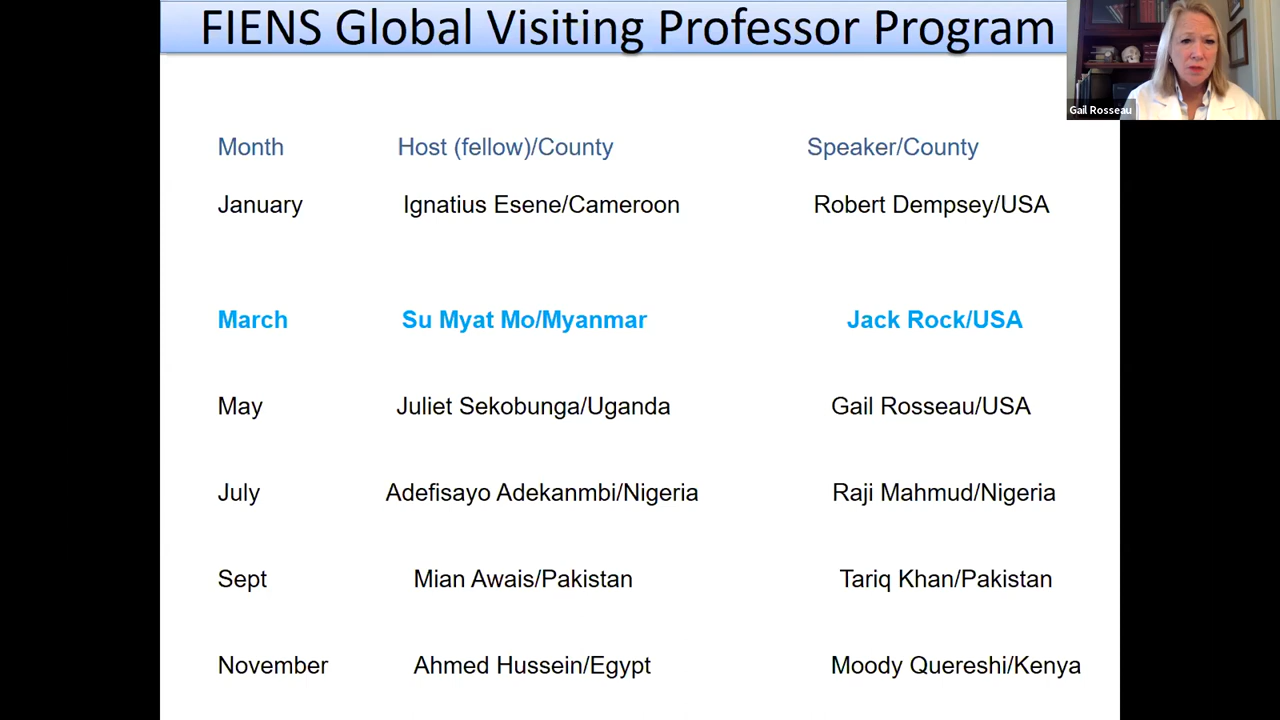 FIENS Global Visiting Professor Program
Gail Rosseau
Month Host (fellow)/County Speaker/County
January Ignatius Esene/Cameroon Robert Dempsey/USA
March Su Myat Mo/Myanmar Jack Rock/USA
May Juliet Sekobunga/Uganda Gail Rosseau/USA
July Adefisayo Adekanmbi/Nigeria Raji Mahmud/Nigeria
Sept Mian Awais/Pakistan Tariq Khan/Pakistan
November Ahmed Hussein/Egypt Moody Quereshi/Kenya